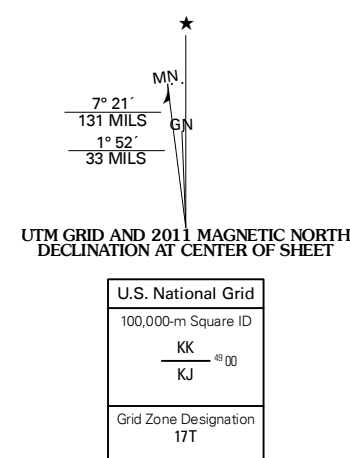 ★
MN
7° 21´
131 MILS
GN
1° 52´
33 MILS
UTM GRID AND 2011 MAGNETIC NORTH
DECLINATION AT CENTER OF SHEET
U.S. National Grid
100,000-m Square ID
KK
49 00
KJ
Grid Zone Designation
17T